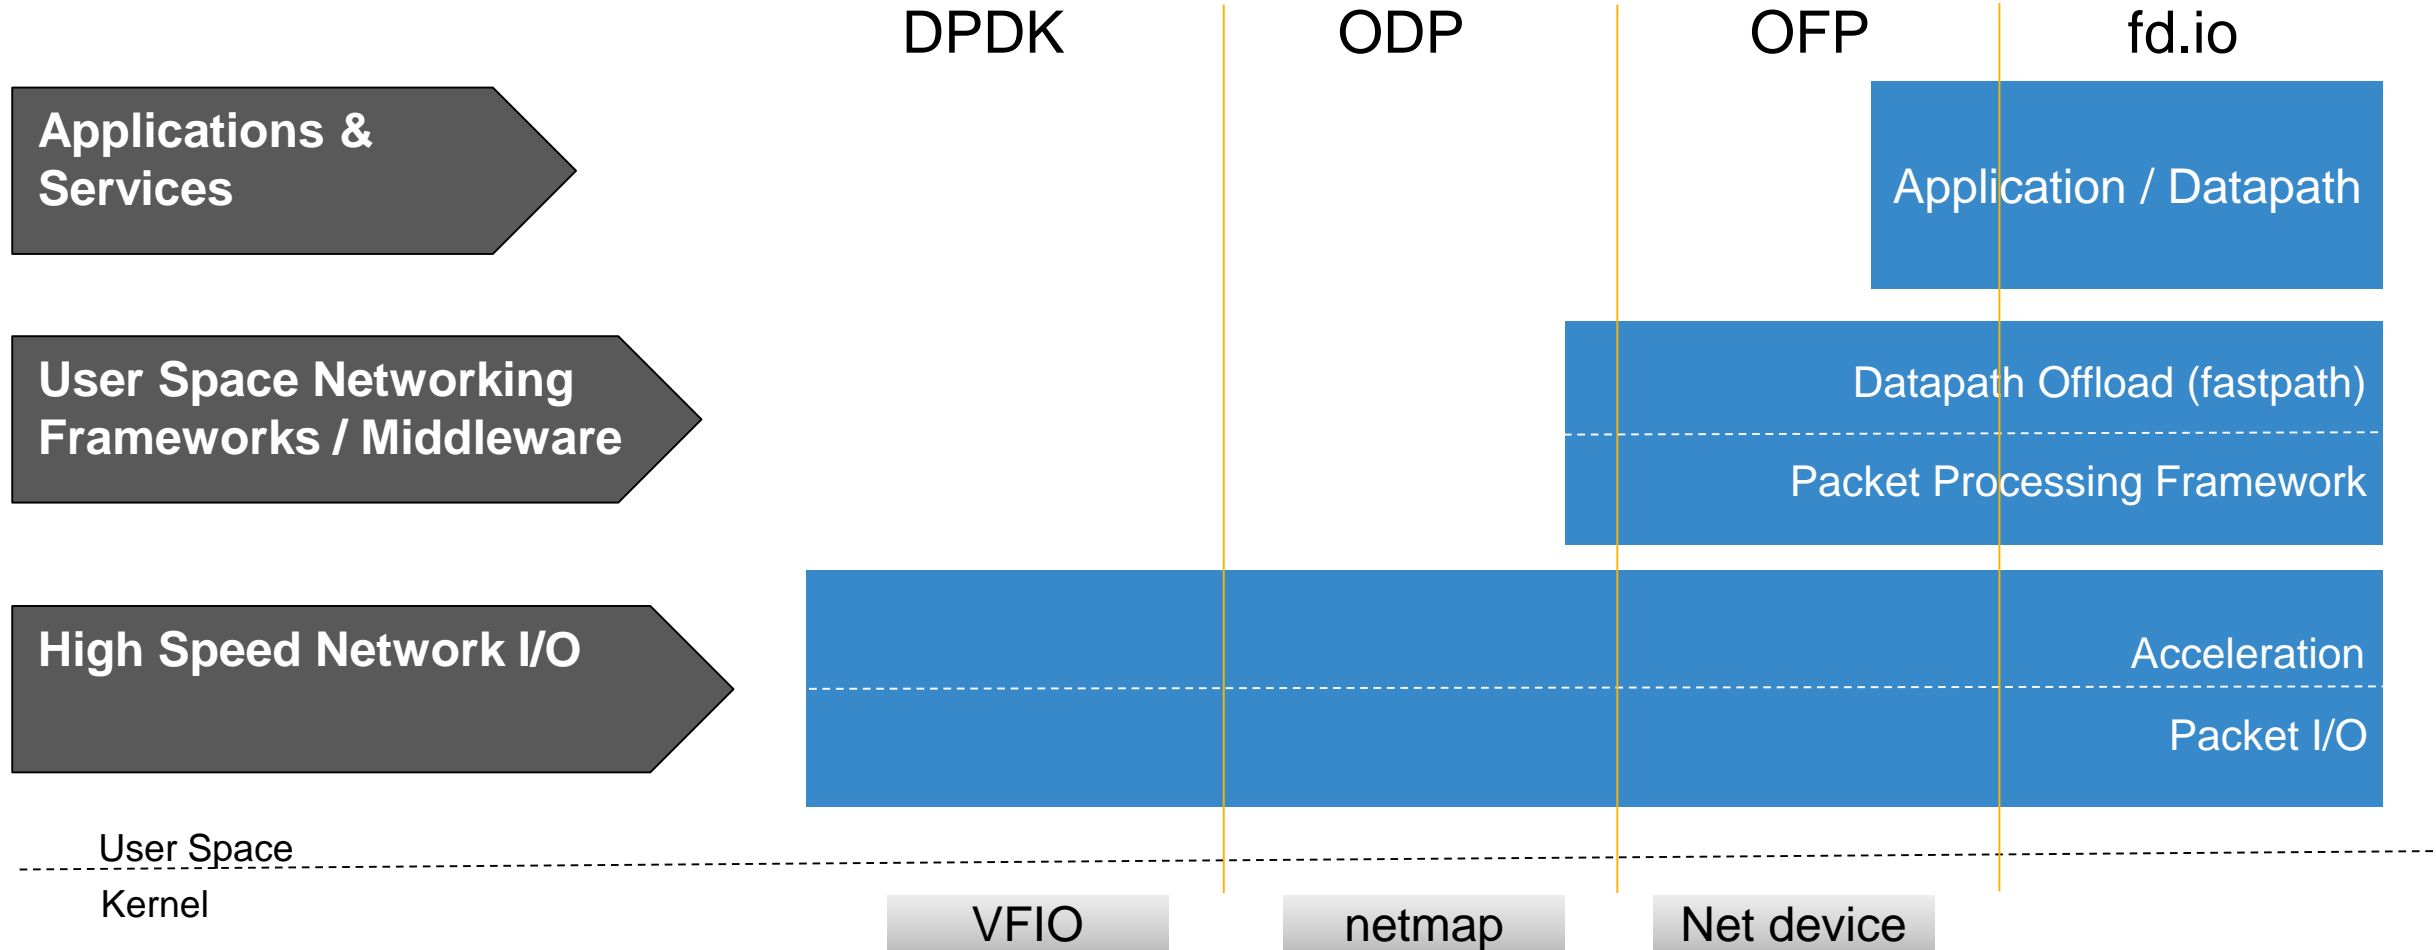 DPDK
ODP
OFP
fd.io
Applications &
Services
Application / Datapath
User Space Networking
Frameworks / Middleware
Datapath Offload (fastpath)
Packet Processing Framework
High Speed Network I/O
Acceleration
Packet I/O
User Space
Kernel
VFIO
netmap
Net device